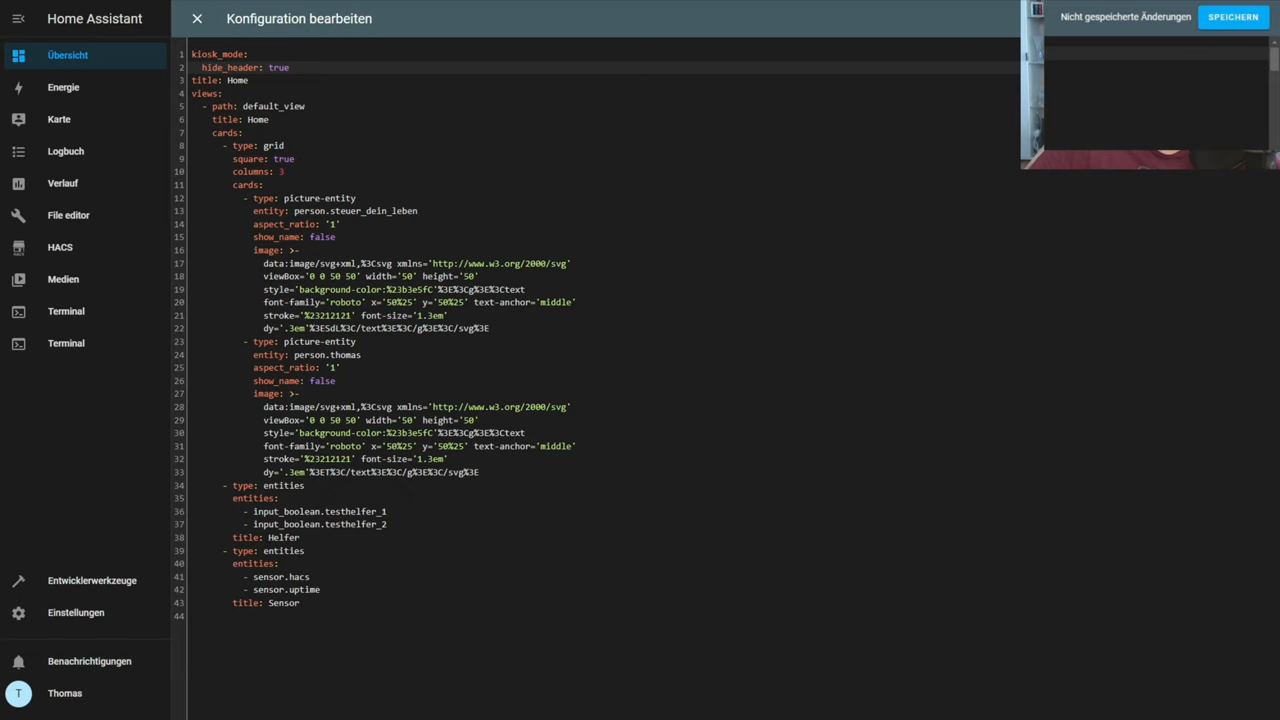 Home Assistant
Konfiguration bearbeiten
Nicht gespeicherte Änderungen
SPEICHERN
Übersicht
Energie
Karte
Logbuch
Verlauf
File editor
HACS
HACS
Medien
Terminal
Terminal
Entwicklerwerkzeuge
Einstellungen
Benachrichtigungen
T
Thomas
1 kiosk_mode:
2   hide_header: true
3 title: Home
4 views:
5   - path: default_view
6     title: Home
7     cards:
8       - type: grid
9         square: true
10         columns: 3
11         cards:
12           - type: picture-entity
13             entity: person.steuer_dein_leben
14             aspect_ratio: '1'
15             show_name: false
16             image: >-
17               data:image/svg+xml,%3Csvg xmlns='http://www.w3.org/2000/svg'
18               viewBox='0 0 50 50' width='50' height='50'
19               style='background-color:%23b3e5fC'%3E%3Cg%3E%3Ctext
20               font-family='roboto' x='50%25' y='50%25' text-anchor='middle'
21               stroke='%23212121' font-size='1.3em'
22               dy='.3em'%3ESdL%3C/text%3E%3C/g%3E%3C/svg%3E
23           - type: picture-entity
24             entity: person.thomas
25             aspect_ratio: '1'
26             show_name: false
27             image: >-
28               data:image/svg+xml,%3Csvg xmlns='http://www.w3.org/2000/svg'
29               viewBox='0 0 50 50' width='50' height='50'
30               style='background-color:%23b3e5fC'%3E%3Cg%3E%3Ctext
31               font-family='roboto' x='50%25' y='50%25' text-anchor='middle'
32               stroke='%23212121' font-size='1.3em'
33               dy='.3em'%3ET%3C/text%3E%3C/g%3E%3C/svg%3E
34       - type: entities
35         entities:
36           - input_boolean.testhelfer_1
37           - input_boolean.testhelfer_2
38         title: Helfer
39       - type: entities
40         entities:
41           - sensor.hacs
42           - sensor.uptime
43         title: Sensor
44